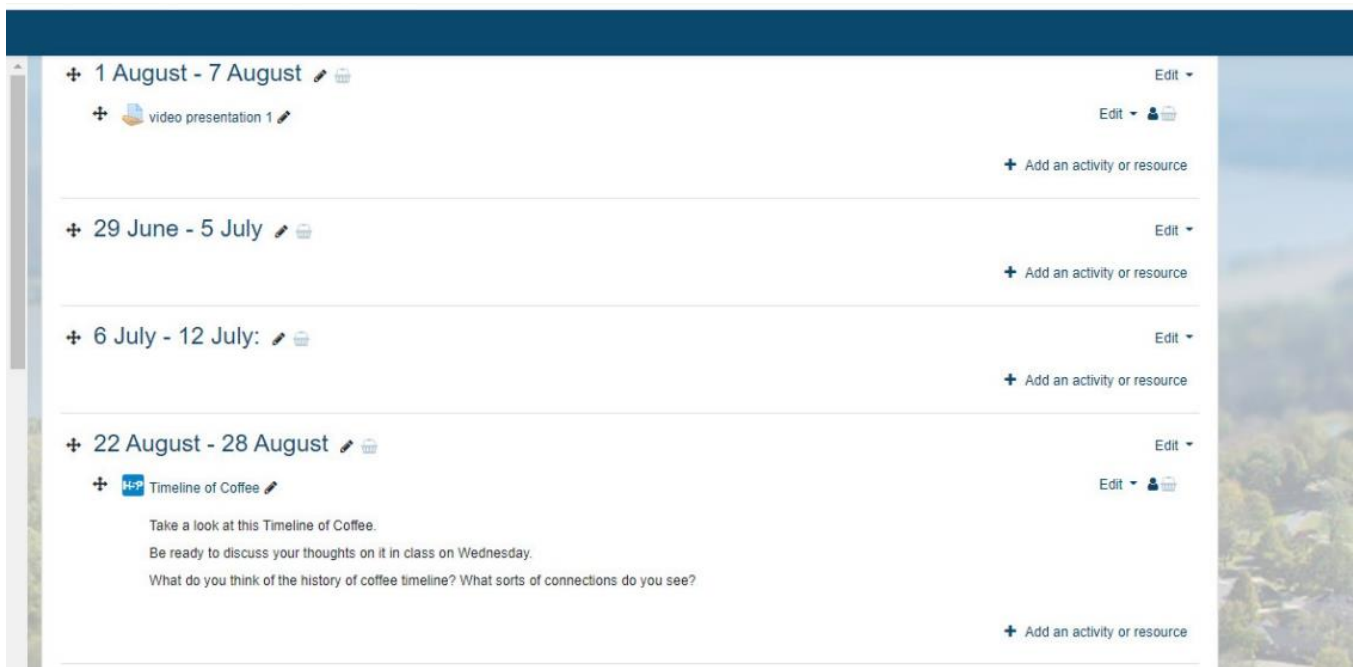 1 August - 7 August Edit
video presentation 1 Edit
Add an activity or resource
29 June - 5 July Edit
Add an activity or resource
6 July - 12 July: Edit
Add an activity or resource
22 August - 28 August Edit
H-P Timeline of Coffee Edit
Take a look at this Timeline of Coffee.
Be ready to discuss your thoughts on it in class on Wednesday.
What do you think of the history of coffee timeline? What sorts of connections do you see?
Add an activity or resource